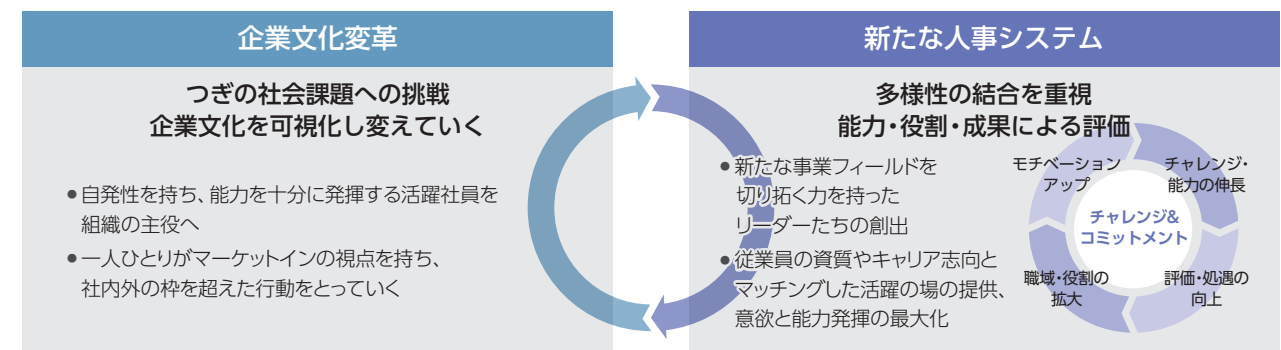 企業文化変革
つぎの社会課題への挑戦
企業文化を可視化し変えていく
●自発性を持ち、能力を十分に発揮する活躍社員を
組織の主役へ
●一人ひとりがマーケットインの視点を持ち、
社内外の枠を超えた行動をとっていく
新たな人事システム
多様性の結合を重視
能力・役割・成果による評価
●新たな事業フィールドを
切り拓く力を持った
リーダーたちの創出
●従業員の資質やキャリア志向と
マッチングした活躍の場の提供、
意欲と能力発揮の最大化
モチベーション
アップ
チャレンジ・
能力の伸長
チャレンジ&
コミットメント
職域・役割の
拡大
評価・処遇の
向上